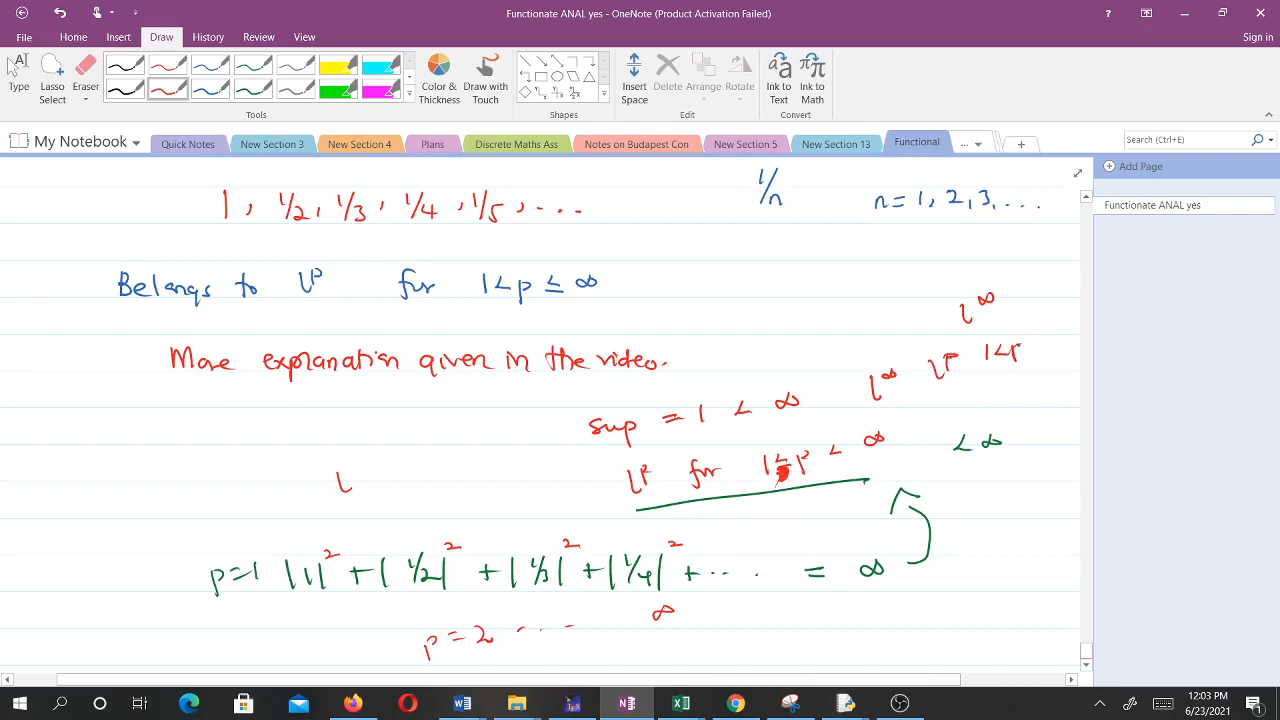 Functionate ANAL yes - OneNote (Product Activation Failed)
Sign in
File Home Insert Draw History Review View
Type
Lasso Select
Eraser
Color & Thickness
Draw with Touch
Insert Space
Delete
Arrange
Rotate
Ink to Text
Ink to Math
Tools
Shapes
Edit
Convert
My Notebook
Quick Notes
New Section 3
New Section 4
Plans
Discrete Maths Ass
Notes on Budapest Con
New Section 5
New Section 13
Functional
...
Search (Ctrl+E)
Add Page
Functionate ANAL yes
1, 1/2, 1/3, 1/4, 1/5, ... 1/n n = 1, 2, 3, ...
Belongs to l^p for 1 < p ≤ ∞
l^∞
More explanation given in the video.
l^∞ l^p 1<p
sup = 1 < ∞
l^p for 1 < p < ∞ < ∞
l
p=1 |1|^2 + |1/2|^2 + |1/3|^2 + |1/4|^2 + ... = ∞
∞
p = 2 ...
12:03 PM
6/23/2021